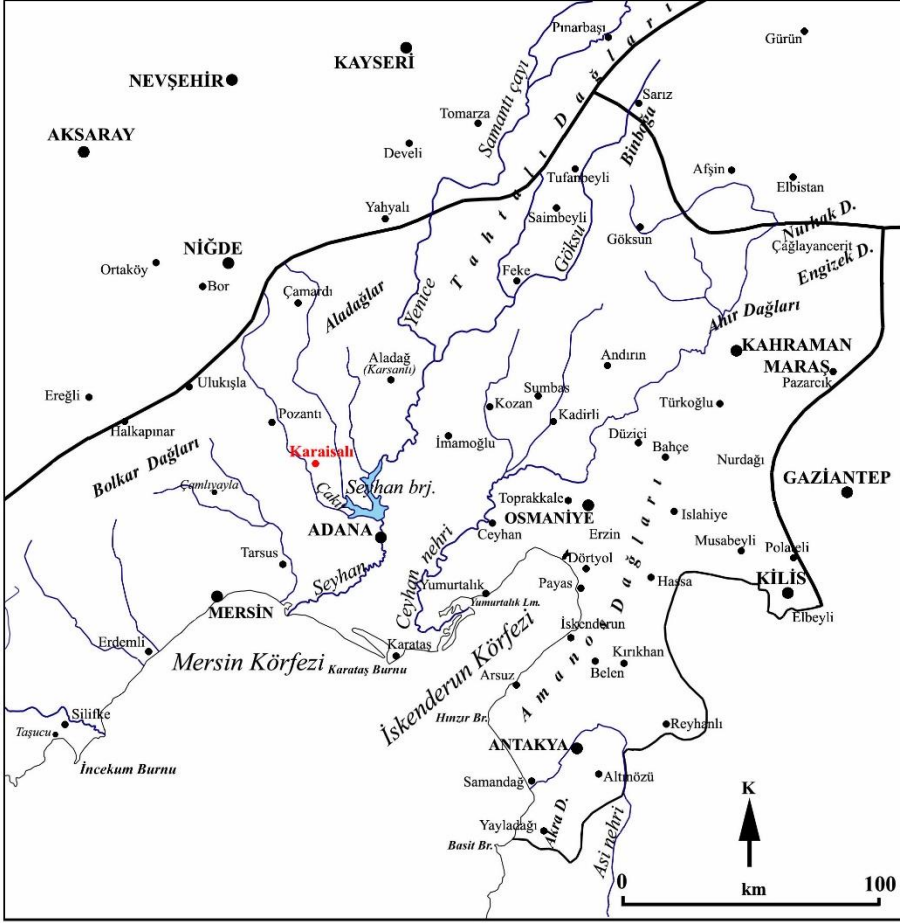 Pınarbaşı
Gürün
KAYSERİ
NEVŞEHİR
Samantı çayı
Tahtalı Dağları
Sarız
Tomarza
Binboğa
AKSARAY
Develi
Tufanbeyli
Afşin
Elbistan
Yahyalı
Saimbeyli
Göksun
Nurhak D.
Göksu
Çağlayancerit
NİĞDE
Ortaköy
Engizek D.
Bor
Feke
Çamardı
Aladağlar
Yenice
Ahır Dağları
KAHRAMAN
MARAŞ
Aladağ
(Karsanlı)
Andırın
Pazarcık
Ulukışla
Ereğli
Sumbas
Kozan
Türkoğlu
Pozantı
Kadirli
Halkapınar
İmamoğlu
Düziçi
Bahçe
Karaisalı
Nurdağı
Bolkar Dağları
GAZİANTEP
Çamlıyayla
Çakıt
Seyhan brj.
Toprakkale
OSMANİYE
Islahiye
ADANA
Ceyhan
Erzin
Musabeyli
Polateli
Tarsus
Dörtyol
Ceyhan nehri
Seyhan
Yumurtalık
Payas
Hassa
KİLİS
MERSİN
Yumurtalık Lm.
Elbeyli
Amanos Dağları
İskenderun
Erdemli
Karataş
Mersin Körfezi
Karataş Burnu
İskenderun Körfezi
Kırıkhan
Belen
Arsuz
Hınzır Br.
Silifke
Reyhanlı
Taşucu
ANTAKYA
İncekum Burnu
Samandağ
Altınözü
K
Yayladağı
Akra D.
Basit Br.
Asi nehri
0
100
km